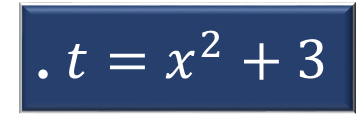 . t = x² + 3